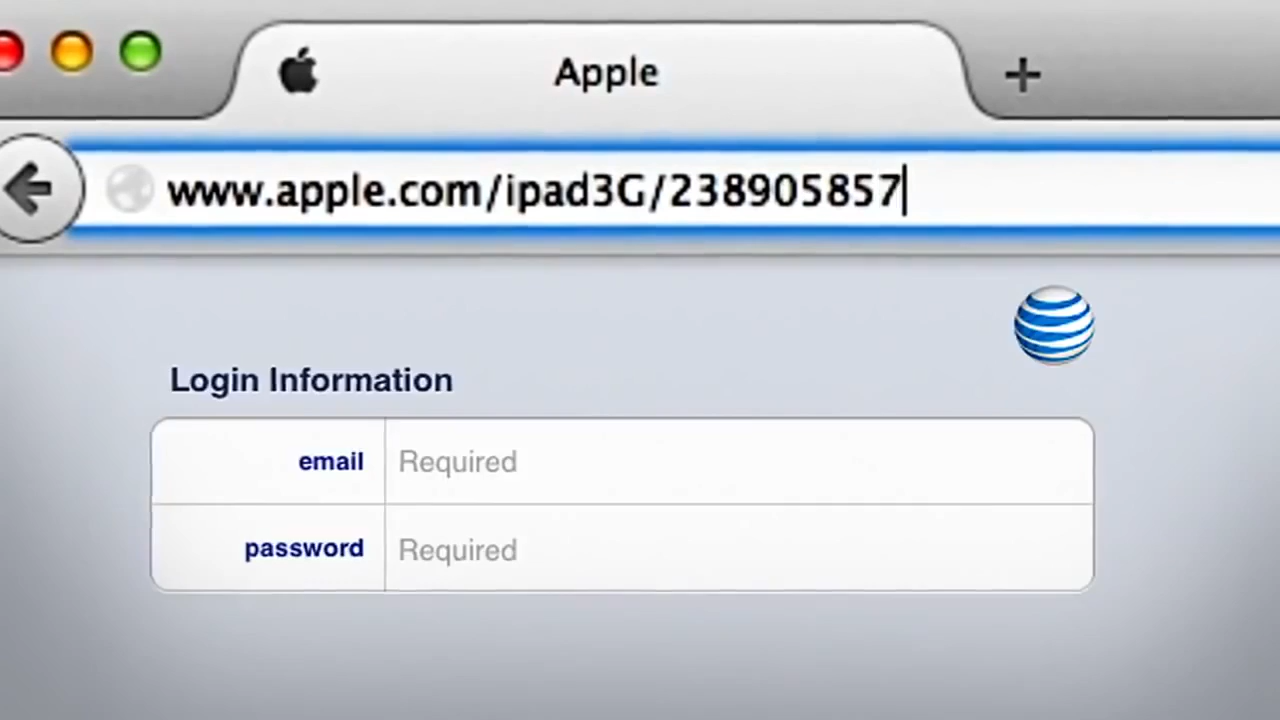 Apple
www.apple.com/ipad3G/238905857
Login Information
email Required
password Required